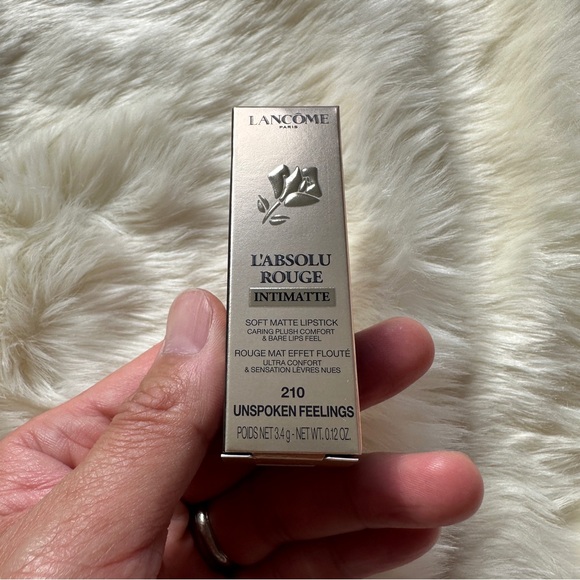 LANCÔME
PARIS
L'ABSOLU
ROUGE
INTIMATTE
SOFT MATTE LIPSTICK
CARING PLUSH COMFORT
& BARE LIPS FEEL
ROUGE MAT EFFET FLOUTÉ
ULTRA CONFORT
& SENSATION LÈVRES NUES
210
UNSPOKEN FEELINGS
POIDS NET 3.4 g - NET WT. 0.12 OZ.